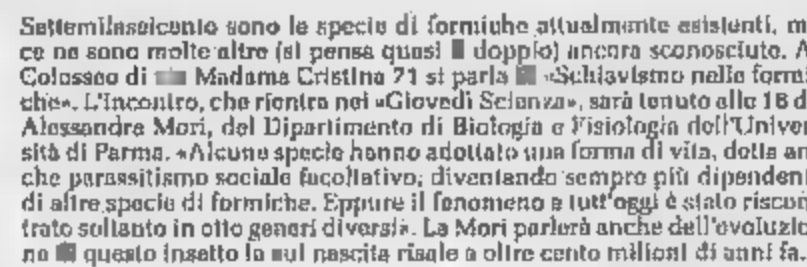 Settemilaseicento sono le specie di formiche attualmente esistenti, m
ce ne sono molte altre (si pensa quasi doppio) ancora sconosciute. A
Colosseo di Madama Cristina 71 si parla «Schiavismo nelle formi
che». L'incontro, che rientra nei «Giovedì Scienza», sarà tenuto alle 18 d
Alessandra Mori, del Dipartimento di Biologia e Fisiologia dell'Univer
sità di Parma. «Alcune specie hanno adottato una forma di vita, detta an
che parassitismo sociale facoltativo, diventando sempre più dipendent
di altre specie di formiche. Eppure il fenomeno a tutt'oggi è stato riscon
trato soltanto in otto generi diversi». La Mori parlerà anche dell'evoluzio
ne questo insetto la cui nascita risale a oltre cento milioni di anni fa.